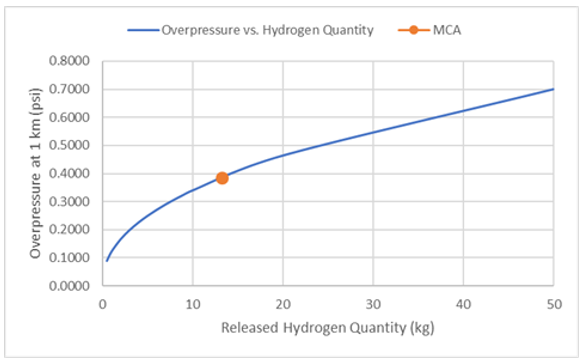 Overpressure vs. Hydrogen Quantity MCA
0.8000
0.7000
0.6000
0.5000
0.4000
0.3000
0.2000
0.1000
0.0000
Overpressure at 1 km (psi)
0 10 20 30 40 50
Released Hydrogen Quantity (kg)